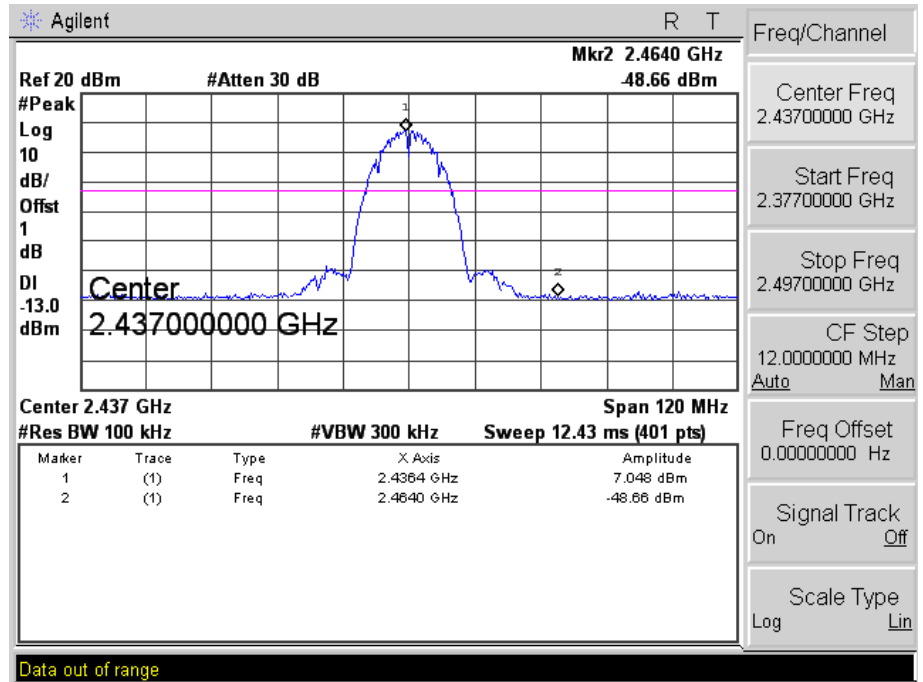 Agilent R T
Mkr2 2.4640 GHz
Ref 20 dBm #Atten 30 dB -48.66 dBm
#Peak
Log
10
dB/
Offst
1
dB
DI
-13.0
dBm
1
2
Center
2.437000000 GHz
Center 2.437 GHz Span 120 MHz
#Res BW 100 kHz #VBW 300 kHz Sweep 12.43 ms (401 pts)
Marker Trace Type X Axis Amplitude
1 (1) Freq 2.4364 GHz 7.048 dBm
2 (1) Freq 2.4640 GHz -48.66 dBm
Freq/Channel
Center Freq
2.43700000 GHz
Start Freq
2.37700000 GHz
Stop Freq
2.49700000 GHz
CF Step
12.0000000 MHz
Auto Man
Freq Offset
0.00000000 Hz
Signal Track
On Off
Scale Type
Log Lin
Data out of range